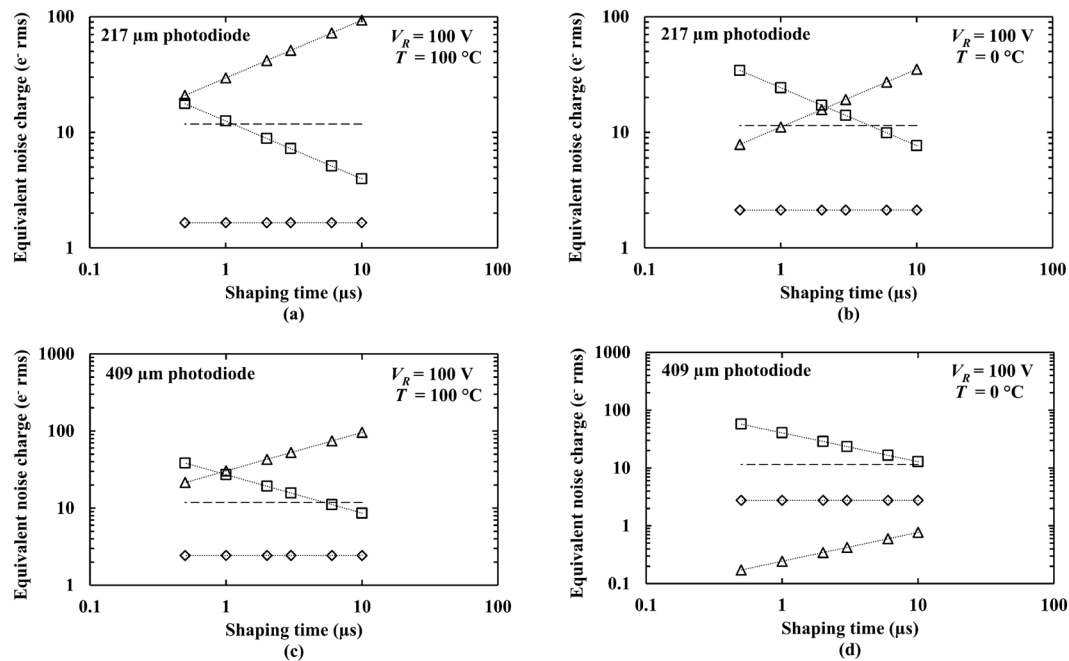 217 µm photodiode
V_R = 100 V
T = 100 °C
Equivalent noise charge (e⁻ rms)
100
10
1
0.1
1
10
100
Shaping time (µs)
(a)
217 µm photodiode
V_R = 100 V
T = 0 °C
Equivalent noise charge (e⁻ rms)
100
10
1
0.1
1
10
100
Shaping time (µs)
(b)
409 µm photodiode
V_R = 100 V
T = 100 °C
Equivalent noise charge (e⁻ rms)
1000
100
10
1
0.1
1
10
100
Shaping time (µs)
(c)
409 µm photodiode
V_R = 100 V
T = 0 °C
Equivalent noise charge (e⁻ rms)
1000
100
10
1
0.1
0.1
1
10
100
Shaping time (µs)
(d)